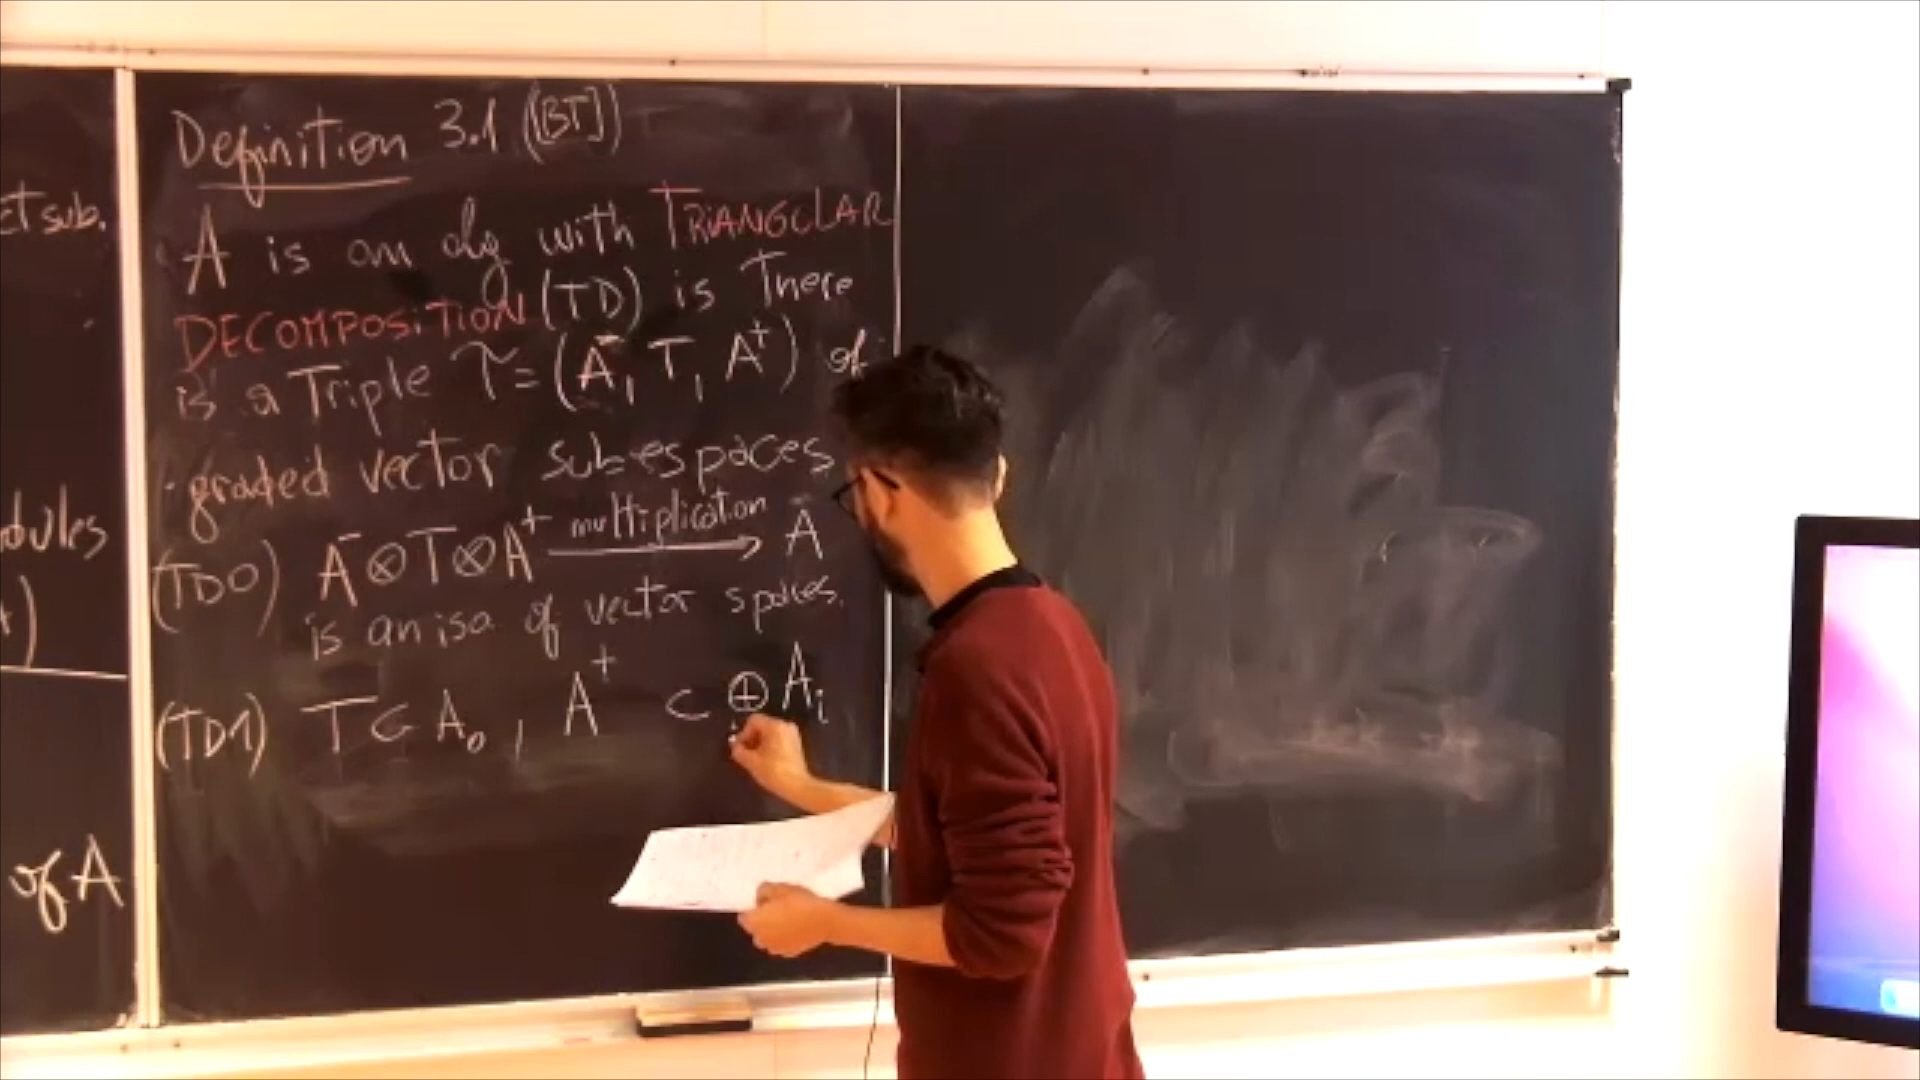 ct sub.
dules
of A
Definition 3.1 ([BT])
A is an alg with TRIANGULAR
DECOMPOSITION (TD) is there
is a Triple 𝒯 = (A⁻, T, A⁺) of
graded vector subespaces
(TD0) A⁻ ⊗ T ⊗ A⁺ multiplication → A
is an iso of vector spaces.
(TD1) T ⊂ A₀, A⁺ ⊂ ⊕ Aᵢ